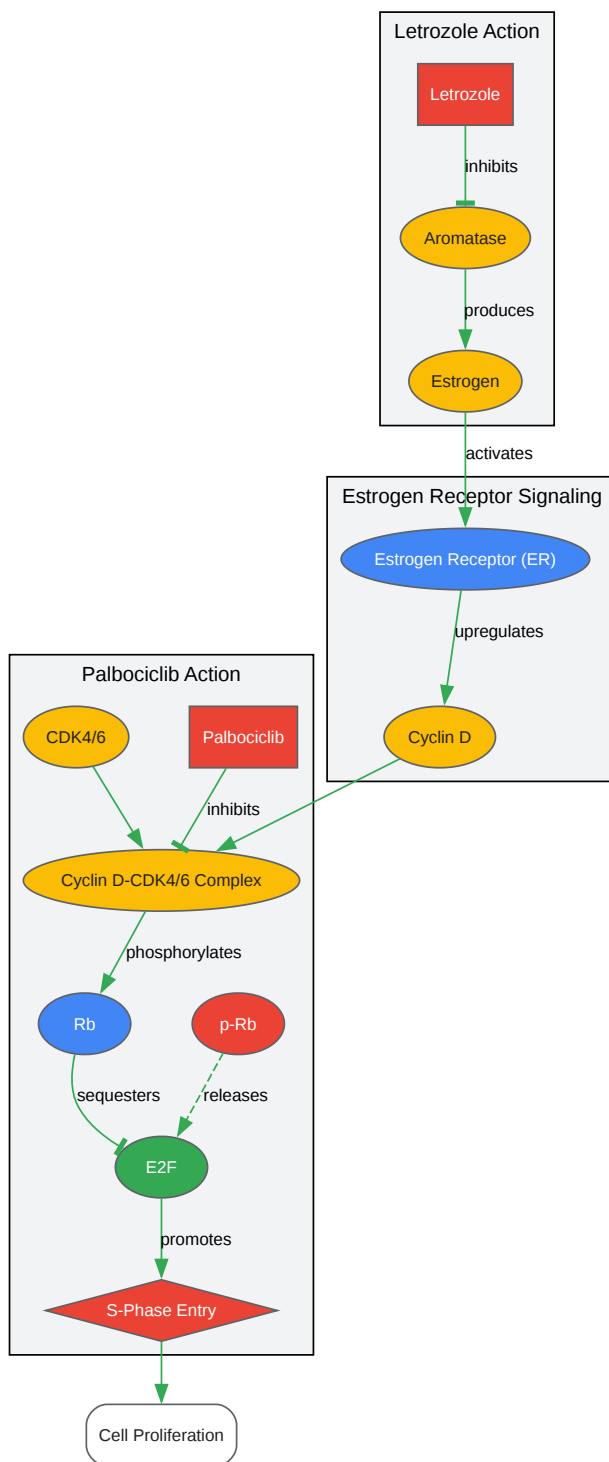 Letrozole Action
Letrozole
inhibits
Aromatase
produces
Estrogen
activates
Estrogen Receptor Signaling
Estrogen Receptor (ER)
upregulates
Cyclin D
Palbociclib Action
CDK4/6
Palbociclib
inhibits
Cyclin D-CDK4/6 Complex
phosphorylates
Rb
p-Rb
sequesters
releases
E2F
promotes
S-Phase Entry
Cell Proliferation